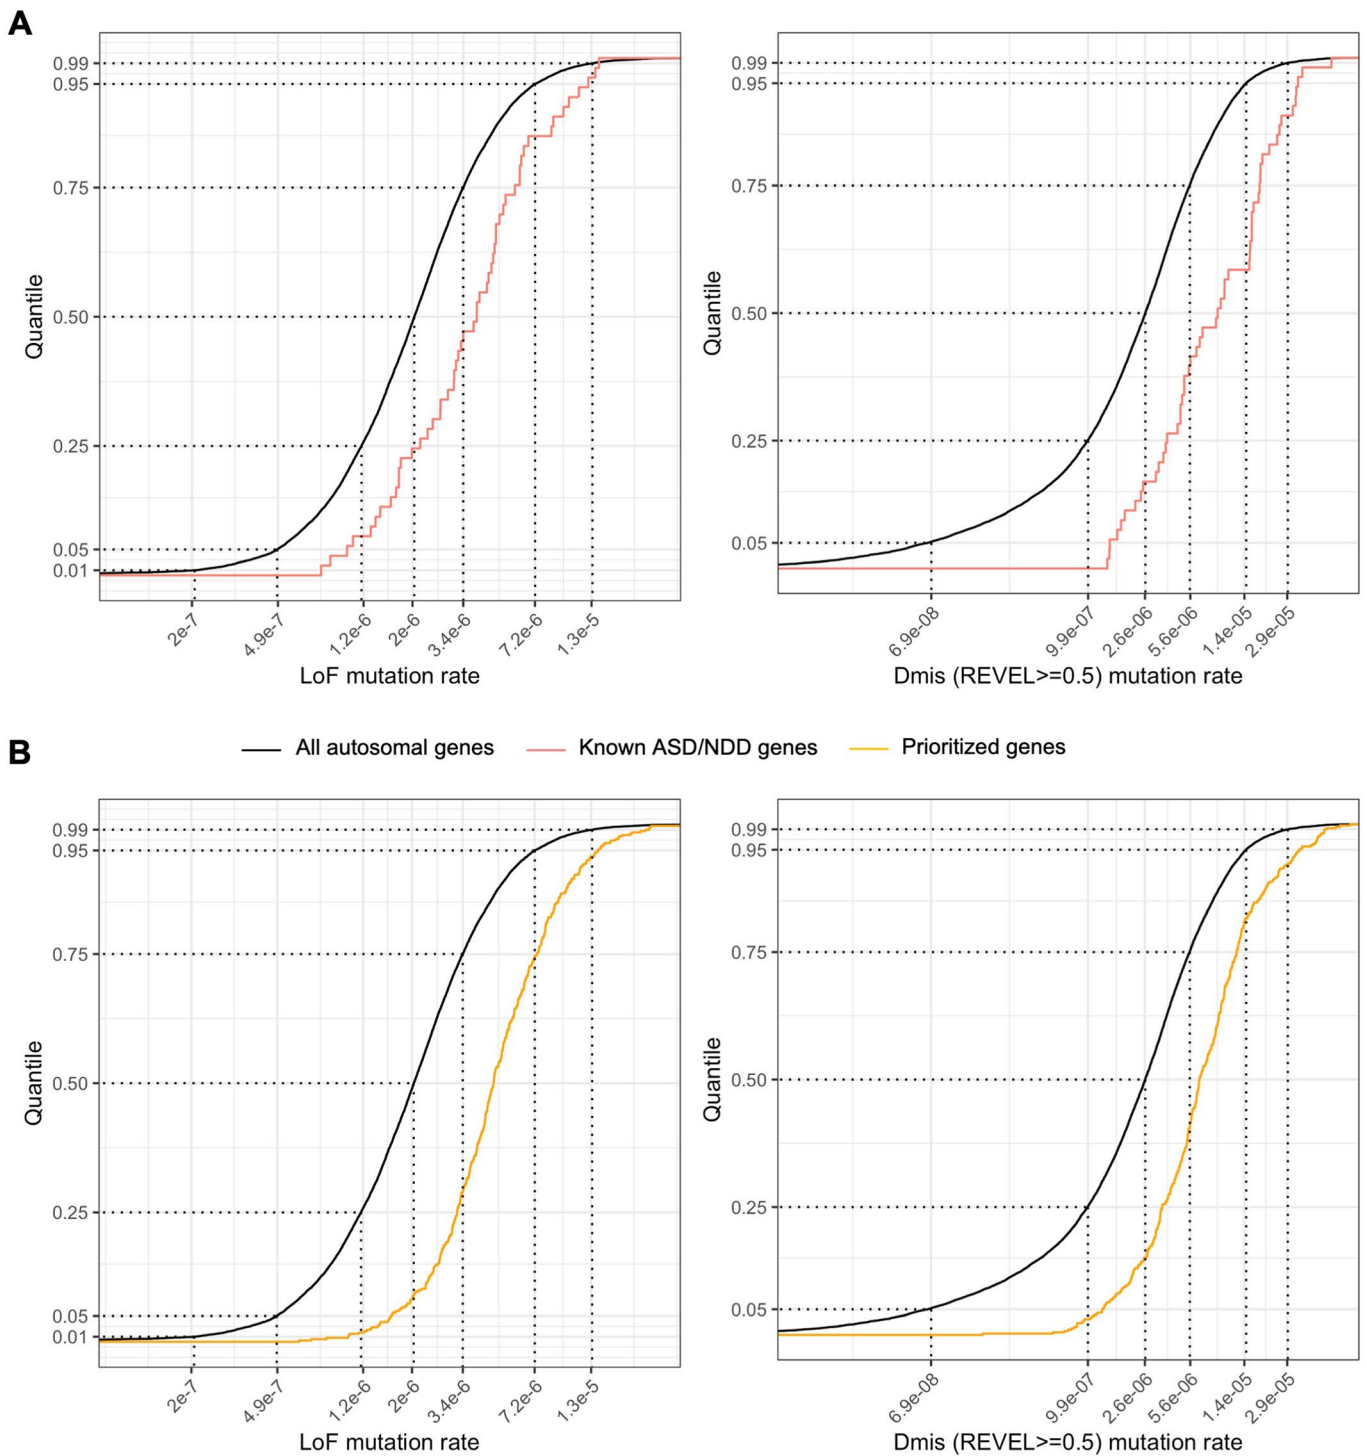 A
0.99
0.95
0.75
0.50
0.25
0.05
0.01
Quantile
2e-7
4.9e-7
1.2e-6
2e-6
3.4e-6
7.2e-6
1.3e-5
LoF mutation rate
0.99
0.95
0.75
0.50
0.25
0.05
Quantile
6.9e-08
9.9e-07
2.6e-06
5.6e-06
1.4e-05
2.9e-05
Dmis (REVEL>=0.5) mutation rate
B
All autosomal genes
Known ASD/NDD genes
Prioritized genes
0.99
0.95
0.75
0.50
0.25
0.05
0.01
Quantile
2e-7
4.9e-7
1.2e-6
2e-6
3.4e-6
7.2e-6
1.3e-5
LoF mutation rate
0.99
0.95
0.75
0.50
0.25
0.05
Quantile
6.9e-08
9.9e-07
2.6e-06
5.6e-06
1.4e-05
2.9e-05
Dmis (REVEL>=0.5) mutation rate